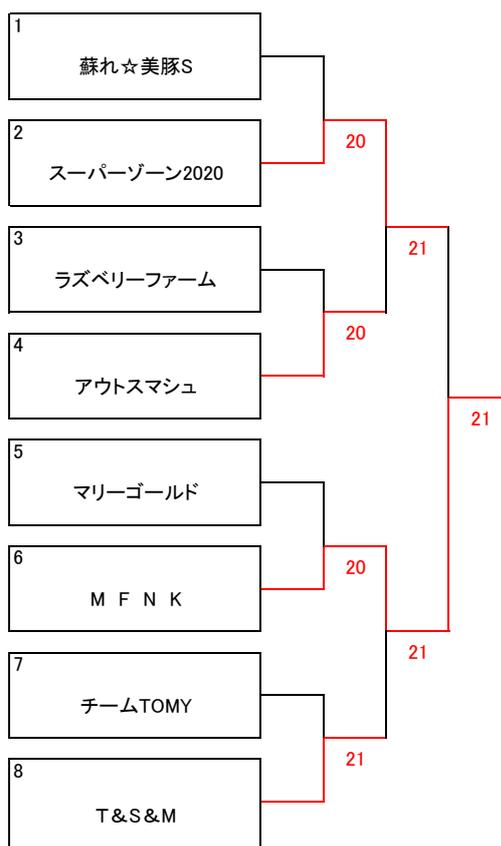 1
蘇れ☆美豚S
2
スーパーゾーン2020
20
3
ラズベリーファーム
21
4
アウトスマシュ
20
21
5
マリーゴールド
6
M F N K
20
7
チームTOMY
21
8
T&S&M
21